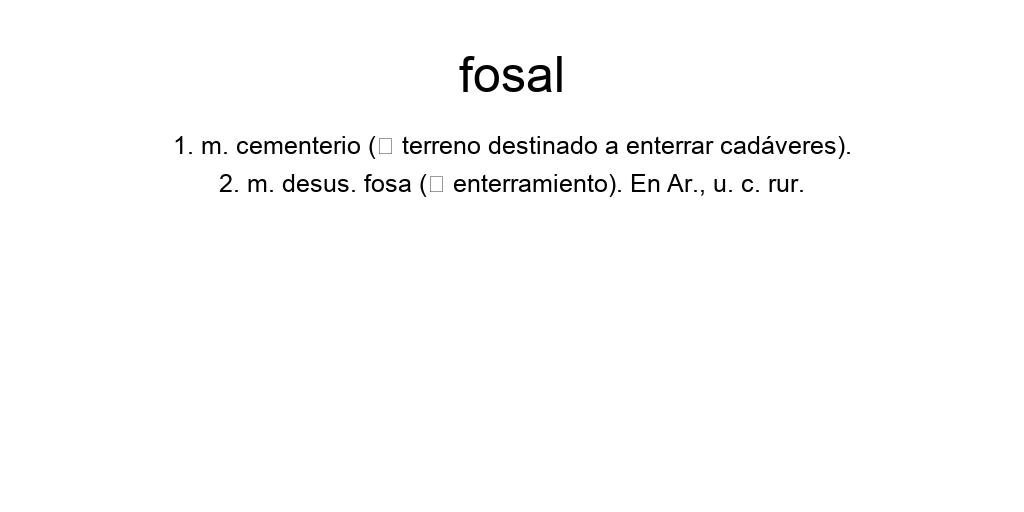 fosal
1. m. cementerio (□ terreno destinado a enterrar cadáveres).
2. m. desus. fosa (□ enterramiento). En Ar., u. c. rur.